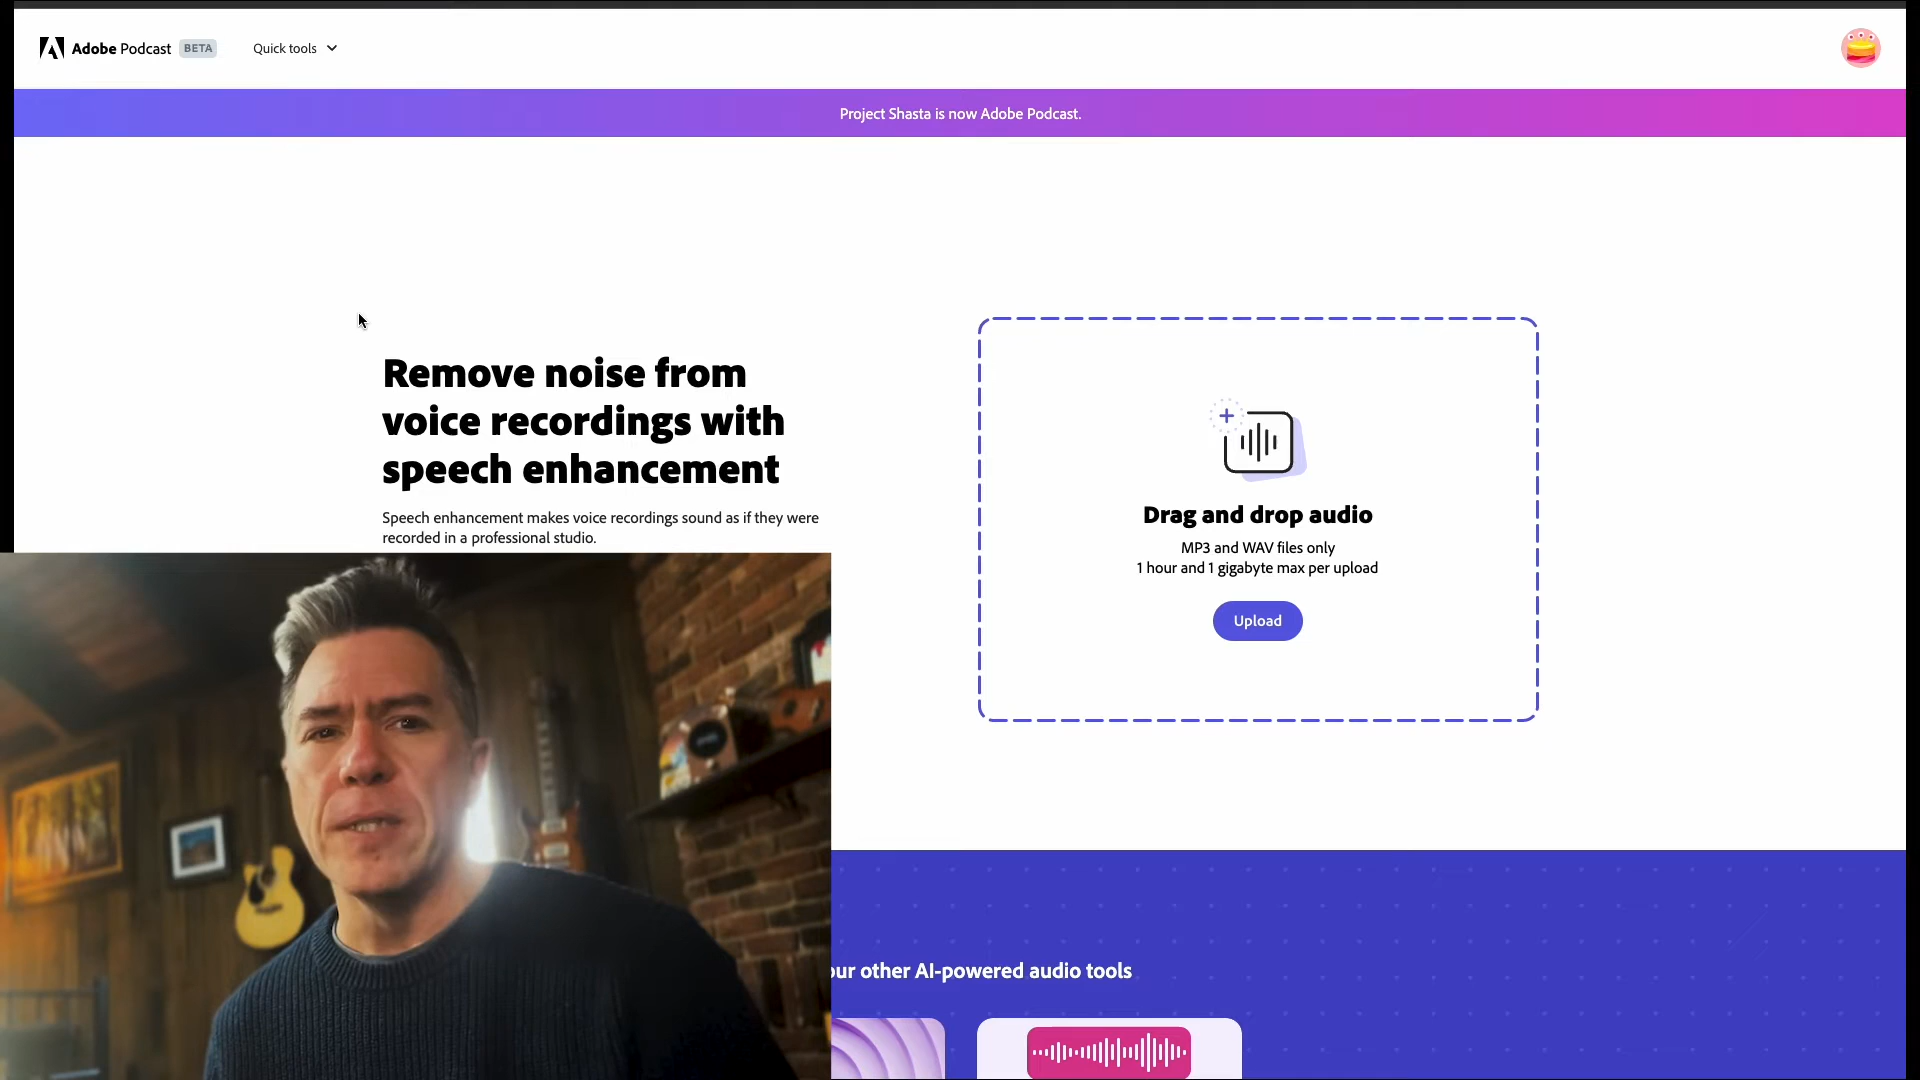 Adobe Podcast BETA
Quick tools
Project Shasta is now Adobe Podcast.
Remove noise from
voice recordings with
speech enhancement
Speech enhancement makes voice recordings sound as if they were
recorded in a professional studio.
Drag and drop audio
MP3 and WAV files only
1 hour and 1 gigabyte max per upload
Upload
our other AI-powered audio tools